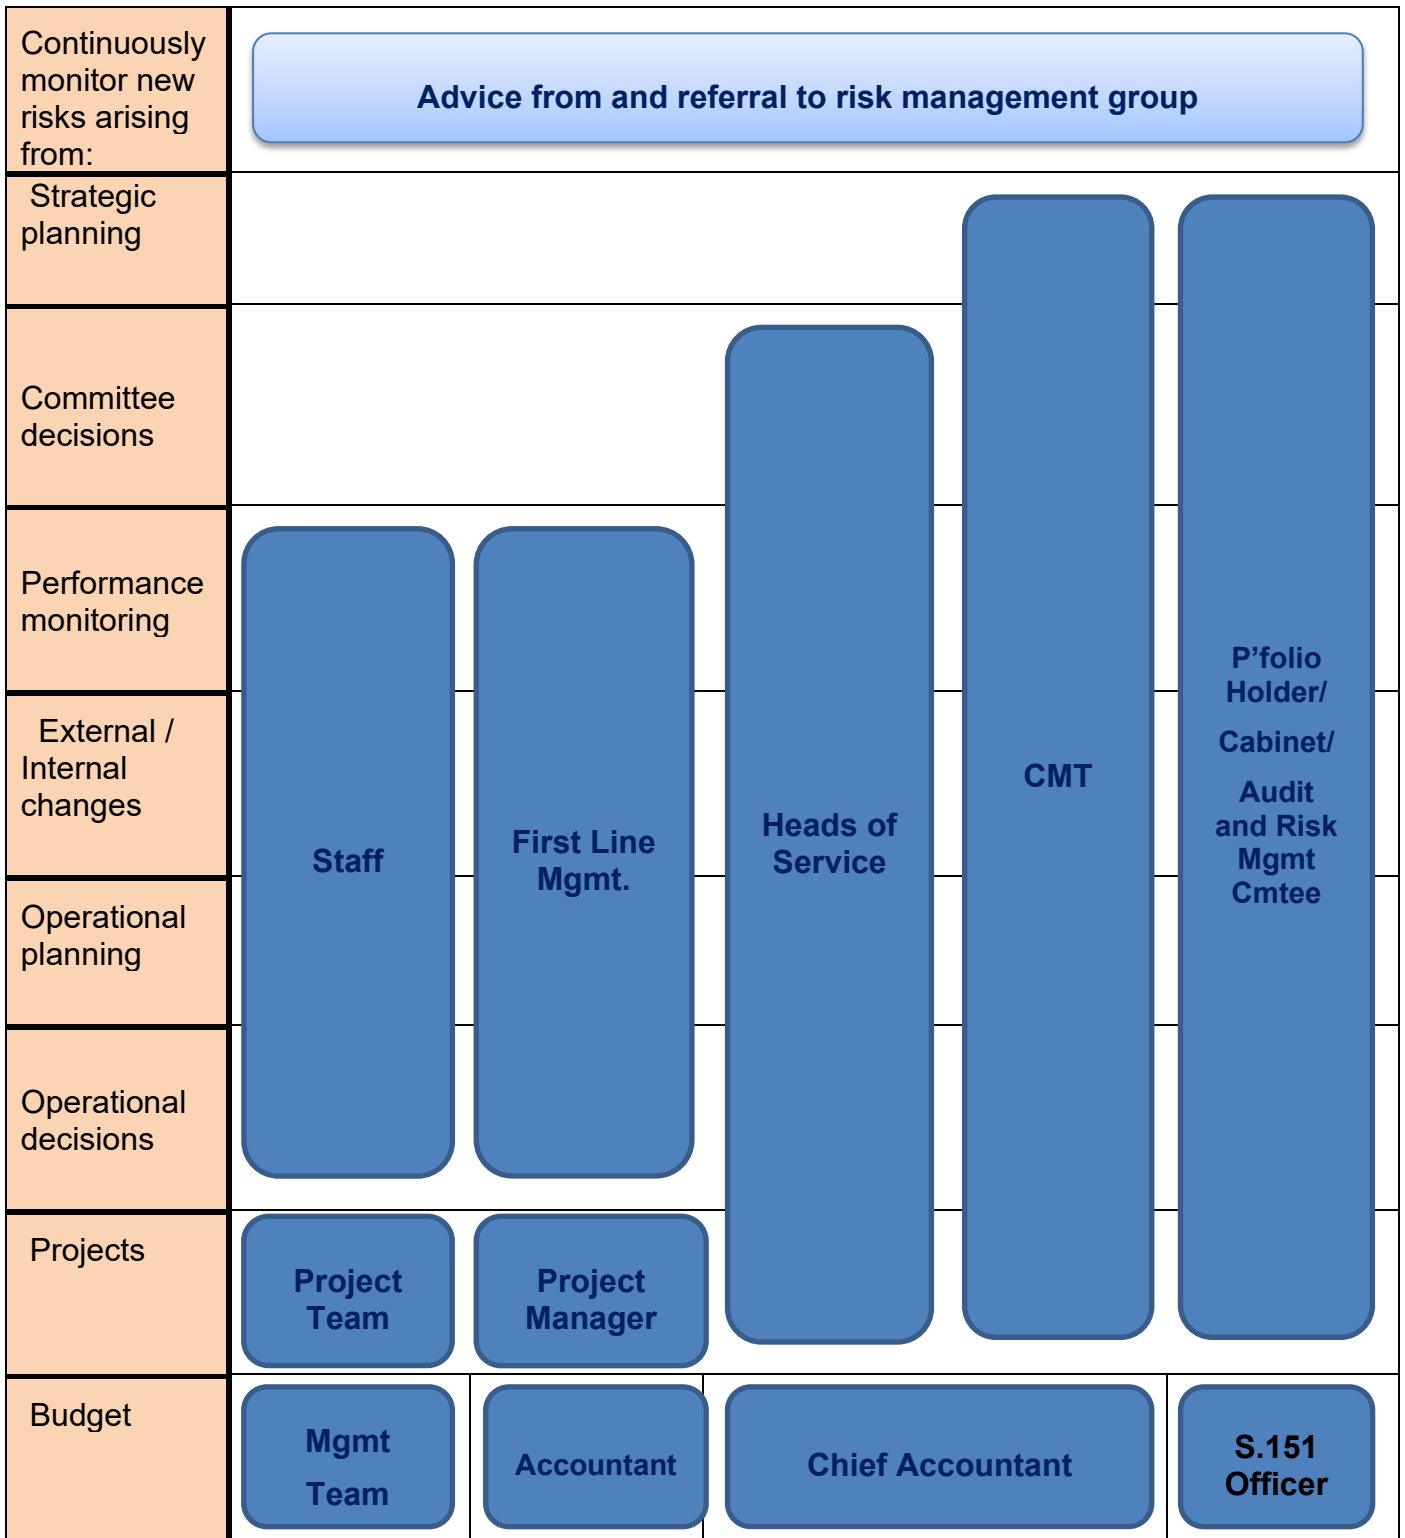 Continuously
monitor new
risks arising
from:
Advice from and referral to risk management group
Strategic
planning
Committee
decisions
Performance
monitoring
External /
Internal
changes
Operational
planning
Operational
decisions
Staff
First Line
Mgmt.
Heads of
Service
CMT
P’folio
Holder/
Cabinet/
Audit
and Risk
Mgmt
Cmtee
Projects
Project
Team
Project
Manager
Budget
Mgmt
Team
Accountant
Chief Accountant
S.151
Officer